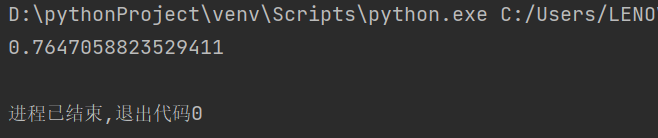 D:\pythonProject\venv\Scripts\python.exe C:/Users/LENO
0.7647058823529411
进程已结束,退出代码0